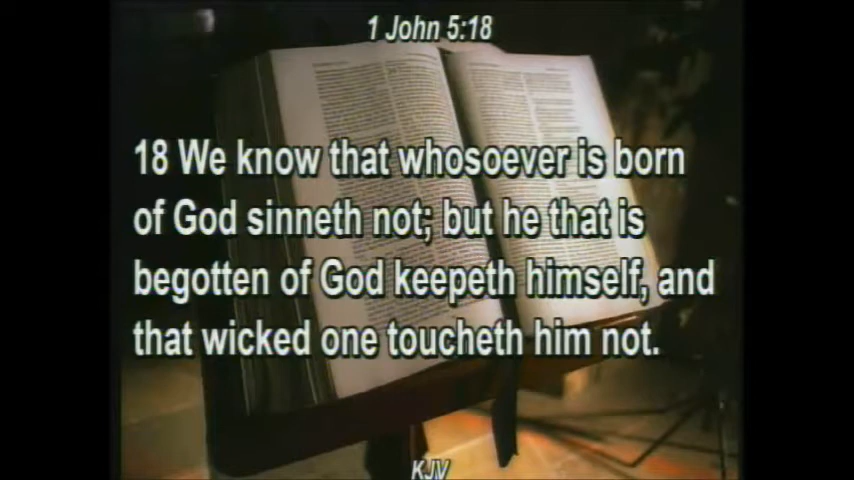 1 John 5:18
18 We know that whosoever is born
of God sinneth not; but he that is
begotten of God keepeth himself, and
that wicked one toucheth him not.
KJV